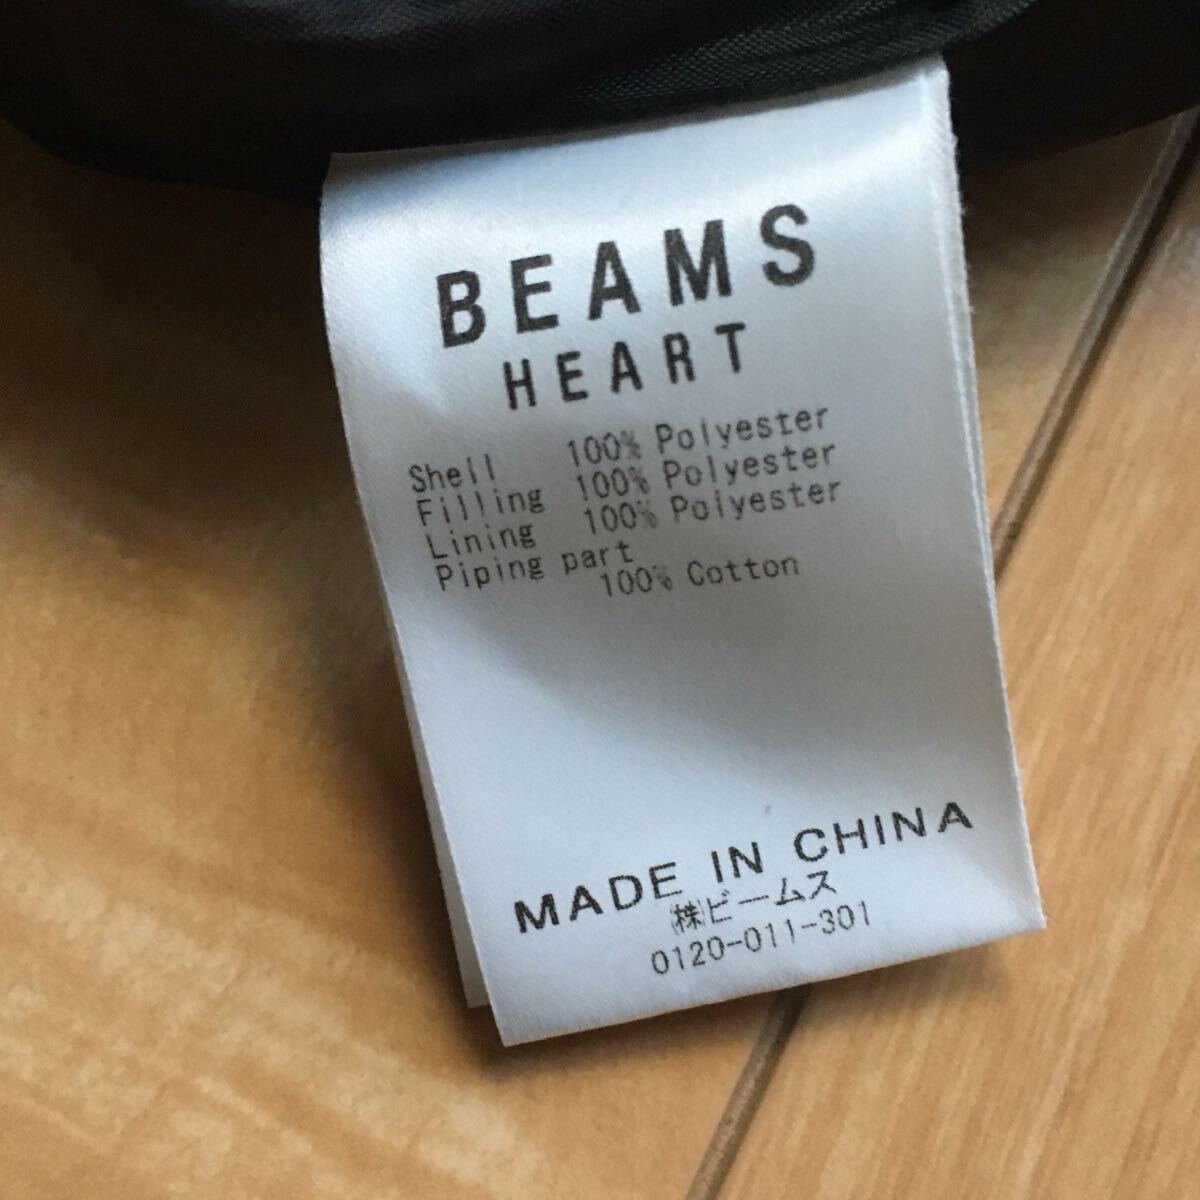 BEAMS
HEART
Shell 100% Polyester
Filling 100% Polyester
Lining 100% Polyester
Piping part
100% Cotton
MADE IN CHINA
㈱ビームス
0120-011-301